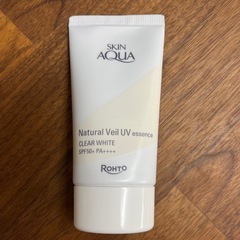 SKIN
AQUA
Natural Veil UV essence
CLEAR WHITE
SPF50+ PA++++
ROHTO